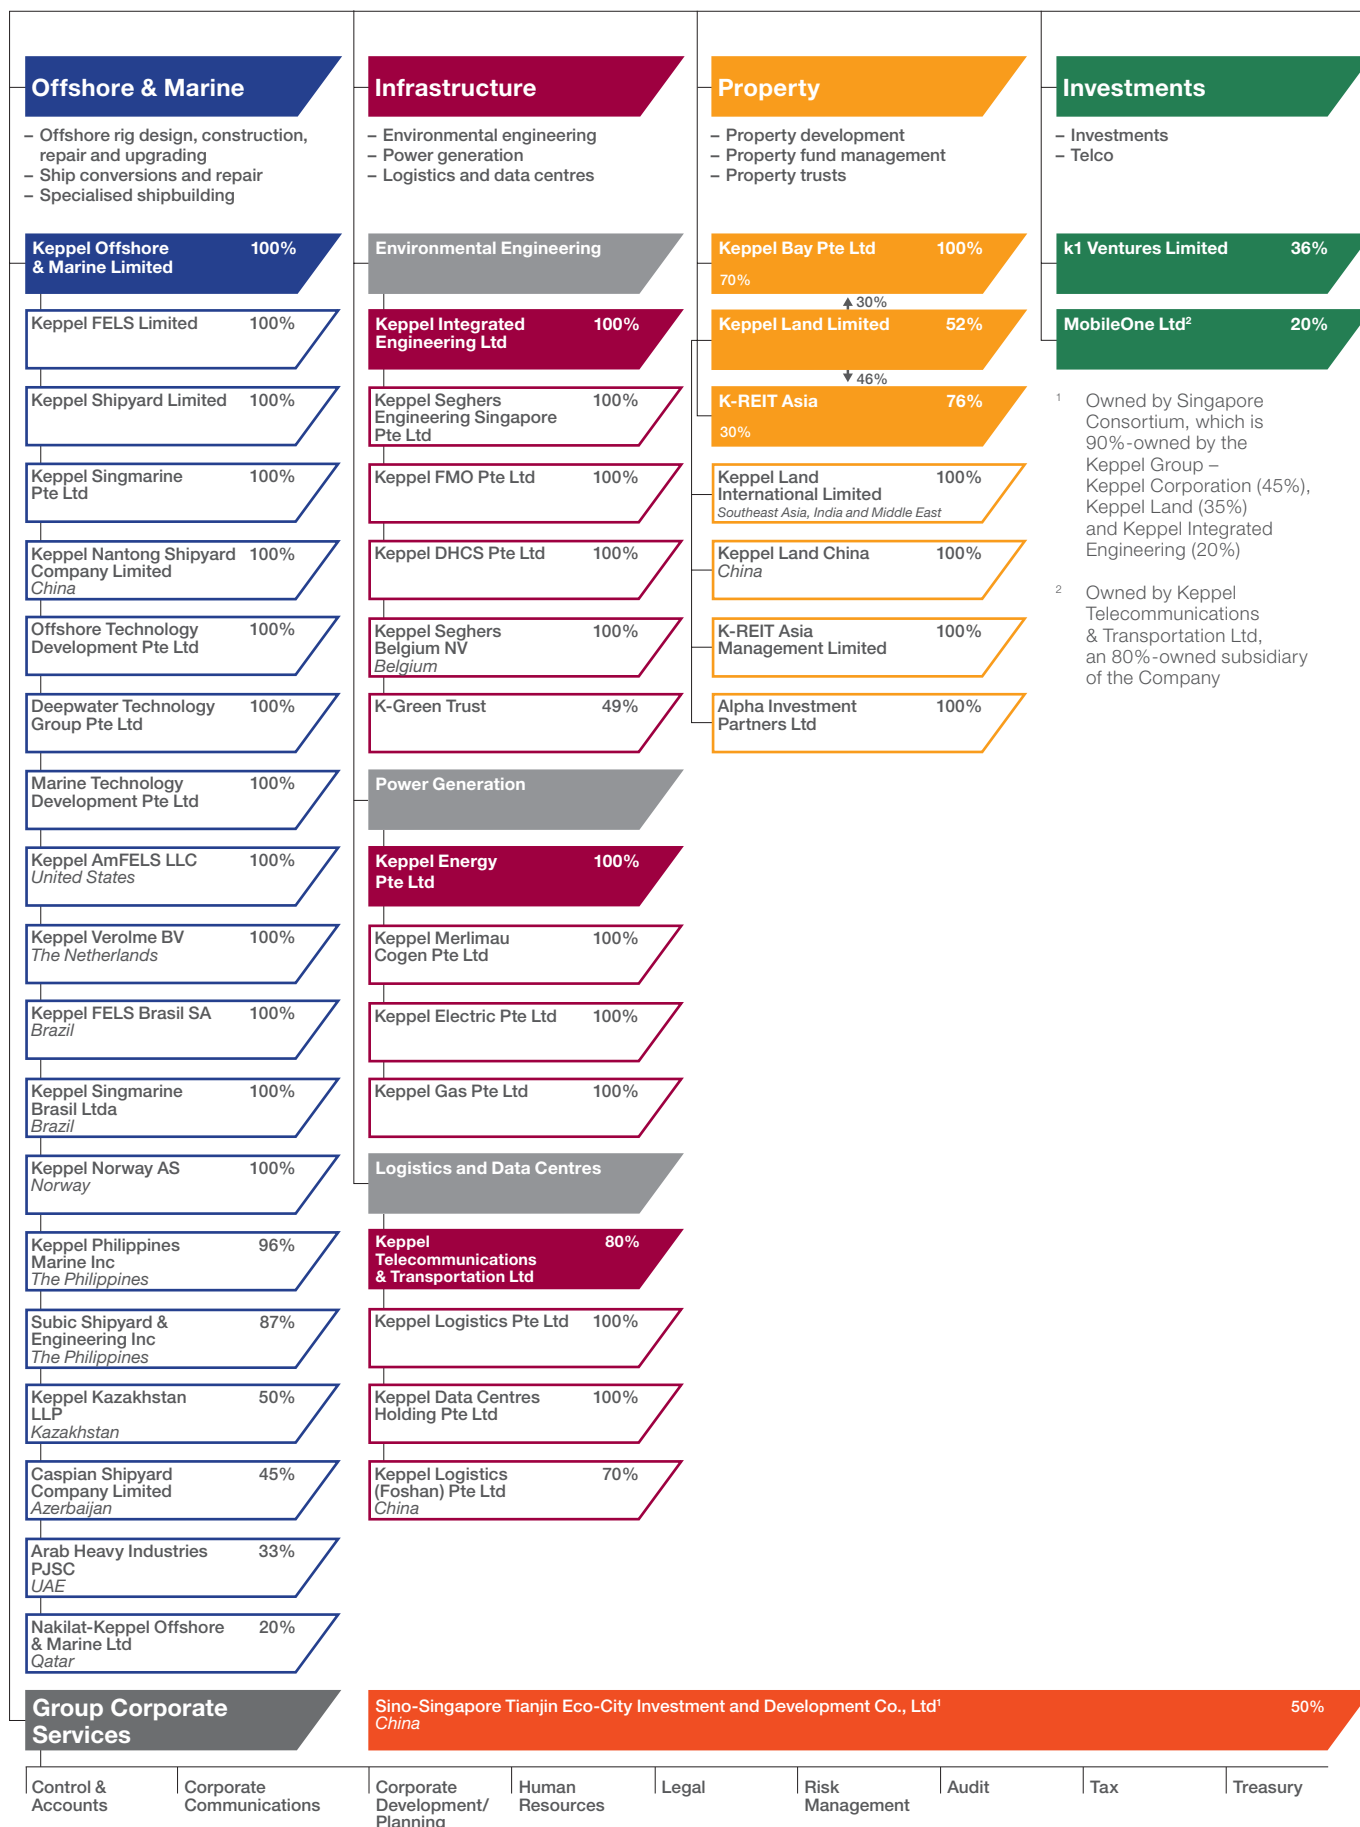 Offshore & Marine
– Offshore rig design, construction,
repair and upgrading
– Ship conversions and repair
– Specialised shipbuilding
Keppel Offshore 100%
& Marine Limited
Keppel FELS Limited 100%
Keppel Shipyard Limited 100%
Keppel Singmarine 100%
Pte Ltd
Keppel Nantong Shipyard 100%
Company Limited
China
Offshore Technology 100%
Development Pte Ltd
Deepwater Technology 100%
Group Pte Ltd
Marine Technology 100%
Development Pte Ltd
Keppel AmFELS LLC 100%
United States
Keppel Verolme BV 100%
The Netherlands
Keppel FELS Brasil SA 100%
Brazil
Keppel Singmarine 100%
Brasil Ltda
Brazil
Keppel Norway AS 100%
Norway
Keppel Philippines 96%
Marine Inc
The Philippines
Subic Shipyard & 87%
Engineering Inc
The Philippines
Keppel Kazakhstan 50%
LLP
Kazakhstan
Caspian Shipyard 45%
Company Limited
Azerbaijan
Arab Heavy Industries 33%
PJSC
UAE
Nakilat-Keppel Offshore 20%
& Marine Ltd
Qatar
Infrastructure
– Environmental engineering
– Power generation
– Logistics and data centres
Environmental Engineering
Keppel Integrated 100%
Engineering Ltd
Keppel Seghers 100%
Engineering Singapore
Pte Ltd
Keppel FMO Pte Ltd 100%
Keppel DHCS Pte Ltd 100%
Keppel Seghers 100%
Belgium NV
Belgium
K-Green Trust 49%
Power Generation
Keppel Energy 100%
Pte Ltd
Keppel Merlimau 100%
Cogen Pte Ltd
Keppel Electric Pte Ltd 100%
Keppel Gas Pte Ltd 100%
Logistics and Data Centres
Keppel 80%
Telecommunications
& Transportation Ltd
Keppel Logistics Pte Ltd 100%
Keppel Data Centres 100%
Holding Pte Ltd
Keppel Logistics 70%
(Foshan) Pte Ltd
China
Property
– Property development
– Property fund management
– Property trusts
Keppel Bay Pte Ltd 100%
70%
30%
Keppel Land Limited 52%
46%
K-REIT Asia 76%
30%
Keppel Land 100%
International Limited
Southeast Asia, India and Middle East
Keppel Land China 100%
China
K-REIT Asia 100%
Management Limited
Alpha Investment 100%
Partners Ltd
Investments
– Investments
– Telco
k1 Ventures Limited 36%
MobileOne Ltd² 20%
¹ Owned by Singapore
Consortium, which is
90%-owned by the
Keppel Group –
Keppel Corporation (45%),
Keppel Land (35%)
and Keppel Integrated
Engineering (20%)
² Owned by Keppel
Telecommunications
& Transportation Ltd,
an 80%-owned subsidiary
of the Company
Group Corporate
Services
Sino-Singapore Tianjin Eco-City Investment and Development Co., Ltd¹ 50%
China
Control &
Accounts
Corporate
Communications
Corporate
Development/
Planning
Human
Resources
Legal
Risk
Management
Audit
Tax
Treasury